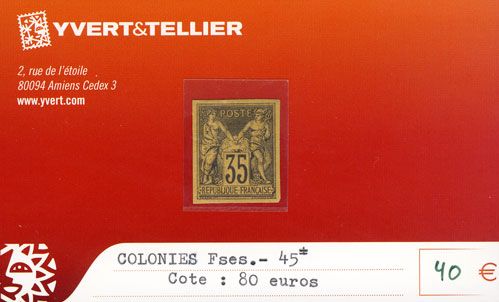 YVERT&TELLIER
2, rue de l'étoile
80094 Amiens Cedex 3
www.yvert.com
POSTE
35
REPUBLIQUE FRANÇAISE
COLONIES Fses.- 45*
Cote : 80 euros
40 €